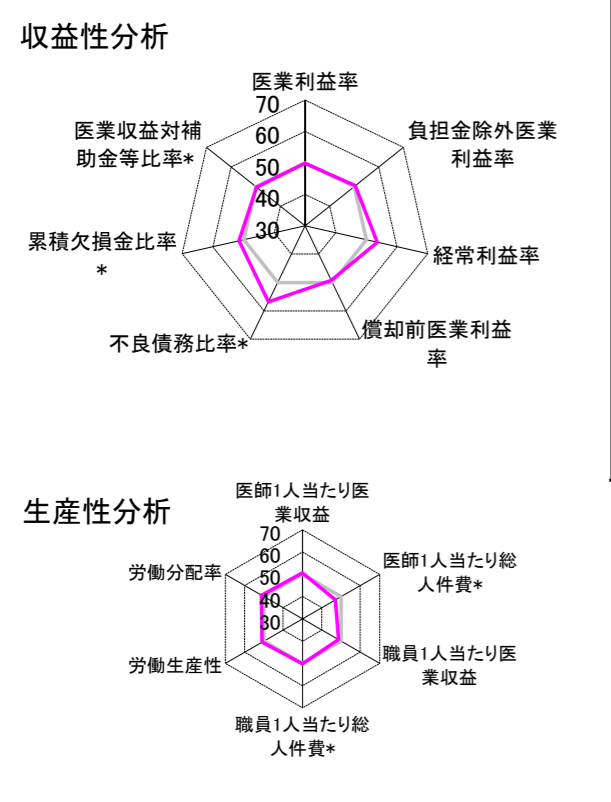 収益性分析
医業利益率
70
60
50
40
30
負担金除外医業
利益率
経常利益率
償却前医業利益
率
不良債務比率*
累積欠損金比率
*
医業収益対補
助金等比率*
生産性分析
医師1人当たり医
業収益
70
60
50
40
30
医師1人当たり総
人件費*
職員1人当たり医
業収益
職員1人当たり総
人件費*
労働生産性
労働分配率